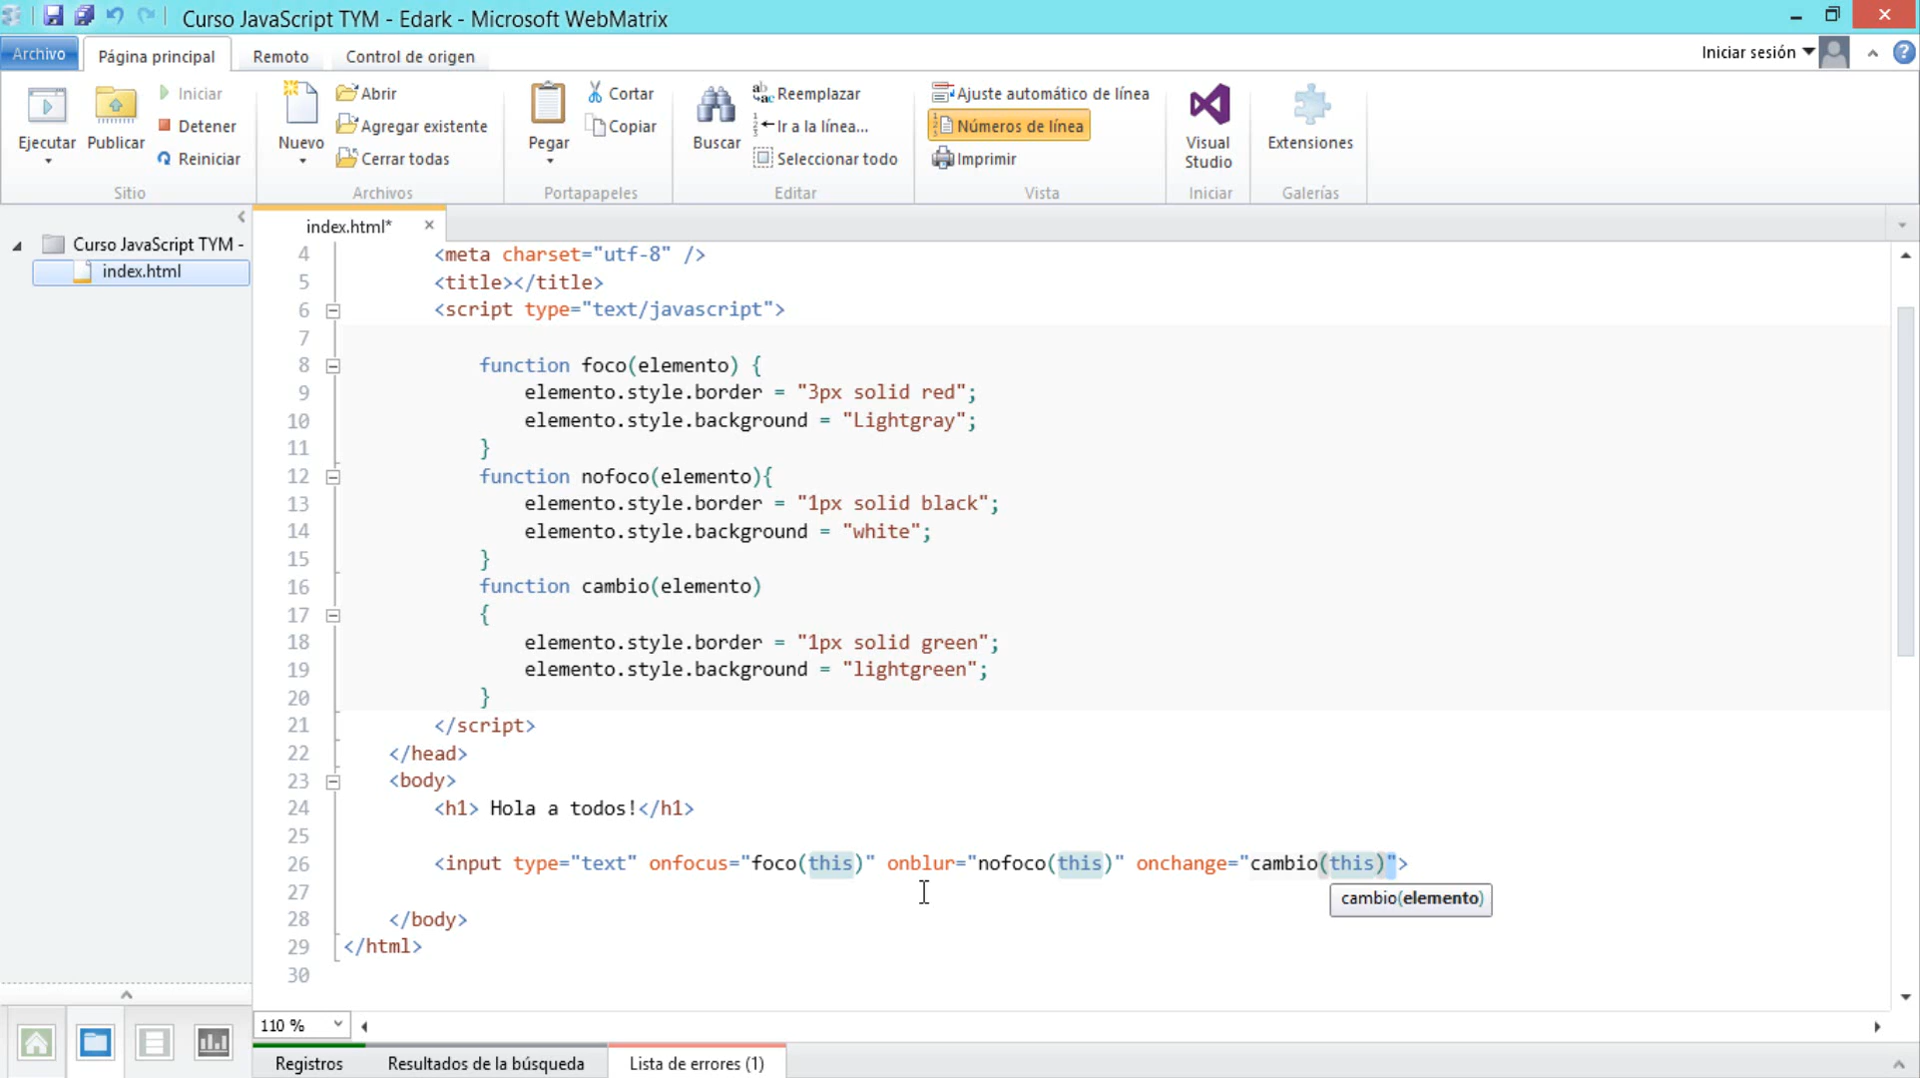 Curso JavaScript TYM - Edark - Microsoft WebMatrix
Archivo
Página principal
Remoto
Control de origen
Iniciar sesión
Ejecutar
Publicar
Iniciar
Detener
Reiniciar
Sitio
Nuevo
Abrir
Agregar existente
Cerrar todas
Archivos
Pegar
Cortar
Copiar
Portapapeles
Buscar
Reemplazar
Ir a la línea...
Seleccionar todo
Editar
Ajuste automático de línea
Números de línea
Imprimir
Vista
Visual
Studio
Iniciar
Extensiones
Galerías
Curso JavaScript TYM -
index.html
index.html*
4 <meta charset="utf-8" />
5 <title></title>
6 <script type="text/javascript">
7
8 function foco(elemento) {
9 elemento.style.border = "3px solid red";
10 elemento.style.background = "Lightgray";
11 }
12 function nofoco(elemento){
13 elemento.style.border = "1px solid black";
14 elemento.style.background = "white";
15 }
16 function cambio(elemento)
17 {
18 elemento.style.border = "1px solid green";
19 elemento.style.background = "lightgreen";
20 }
21 </script>
22 </head>
23 <body>
24 <h1> Hola a todos!</h1>
25
26 <input type="text" onfocus="foco(this)" onblur="nofoco(this)" onchange="cambio(this)">
cambio(elemento)
27
28 </body>
29 </html>
30
110 %
Registros
Resultados de la búsqueda
Lista de errores (1)